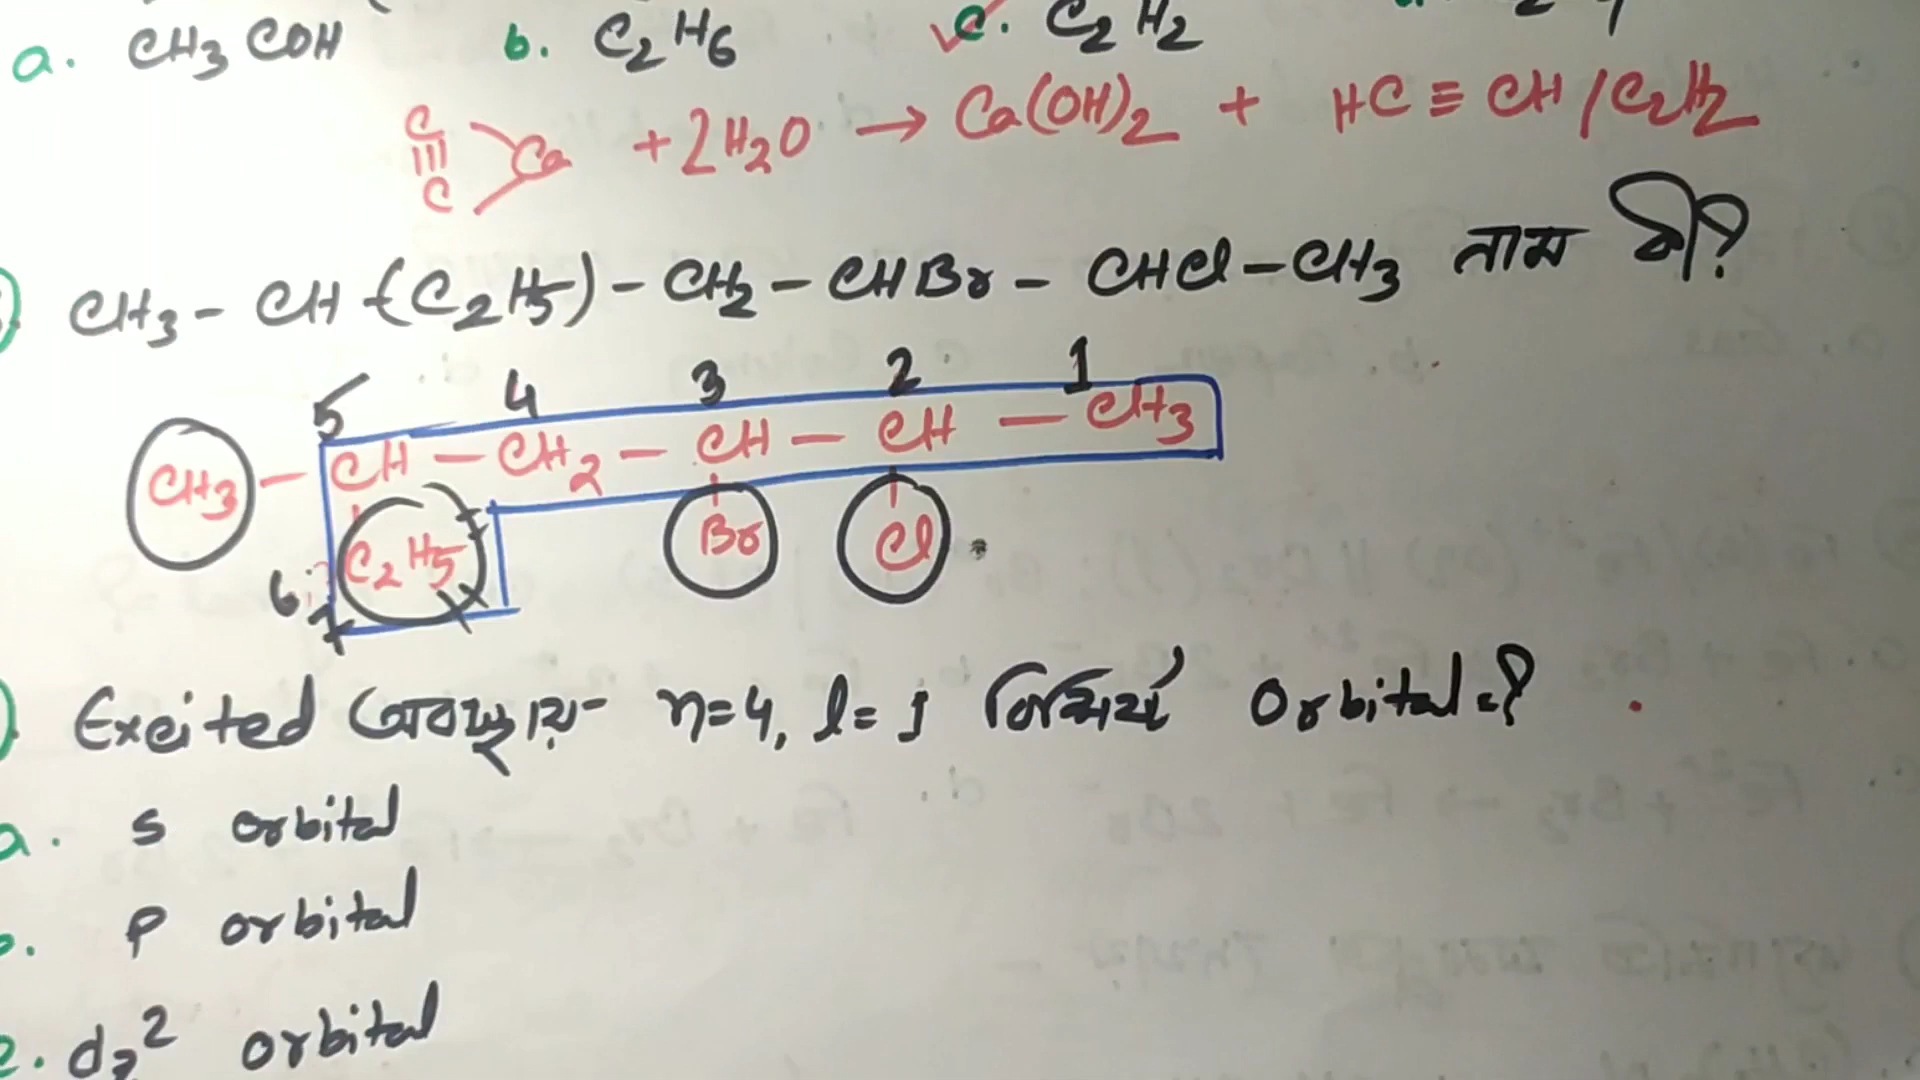 a. CH3 COH b. C2H6 c. C2H2
C≡C Ca + 2H2O → Ca(OH)2 + HC ≡ CH / C2H2
CH3 - CH -(C2H5) - CH2 - CHBr - CHCl - CH3 নাম কী?
5 4 3 2 1
CH3 - CH - CH2 - CH - CH - CH3
C2H5 Br Cl
6
7
Excited অবস্থায় n=4, l=1 Orbital = ?
a. s orbital
b. p orbital
dz2 orbital